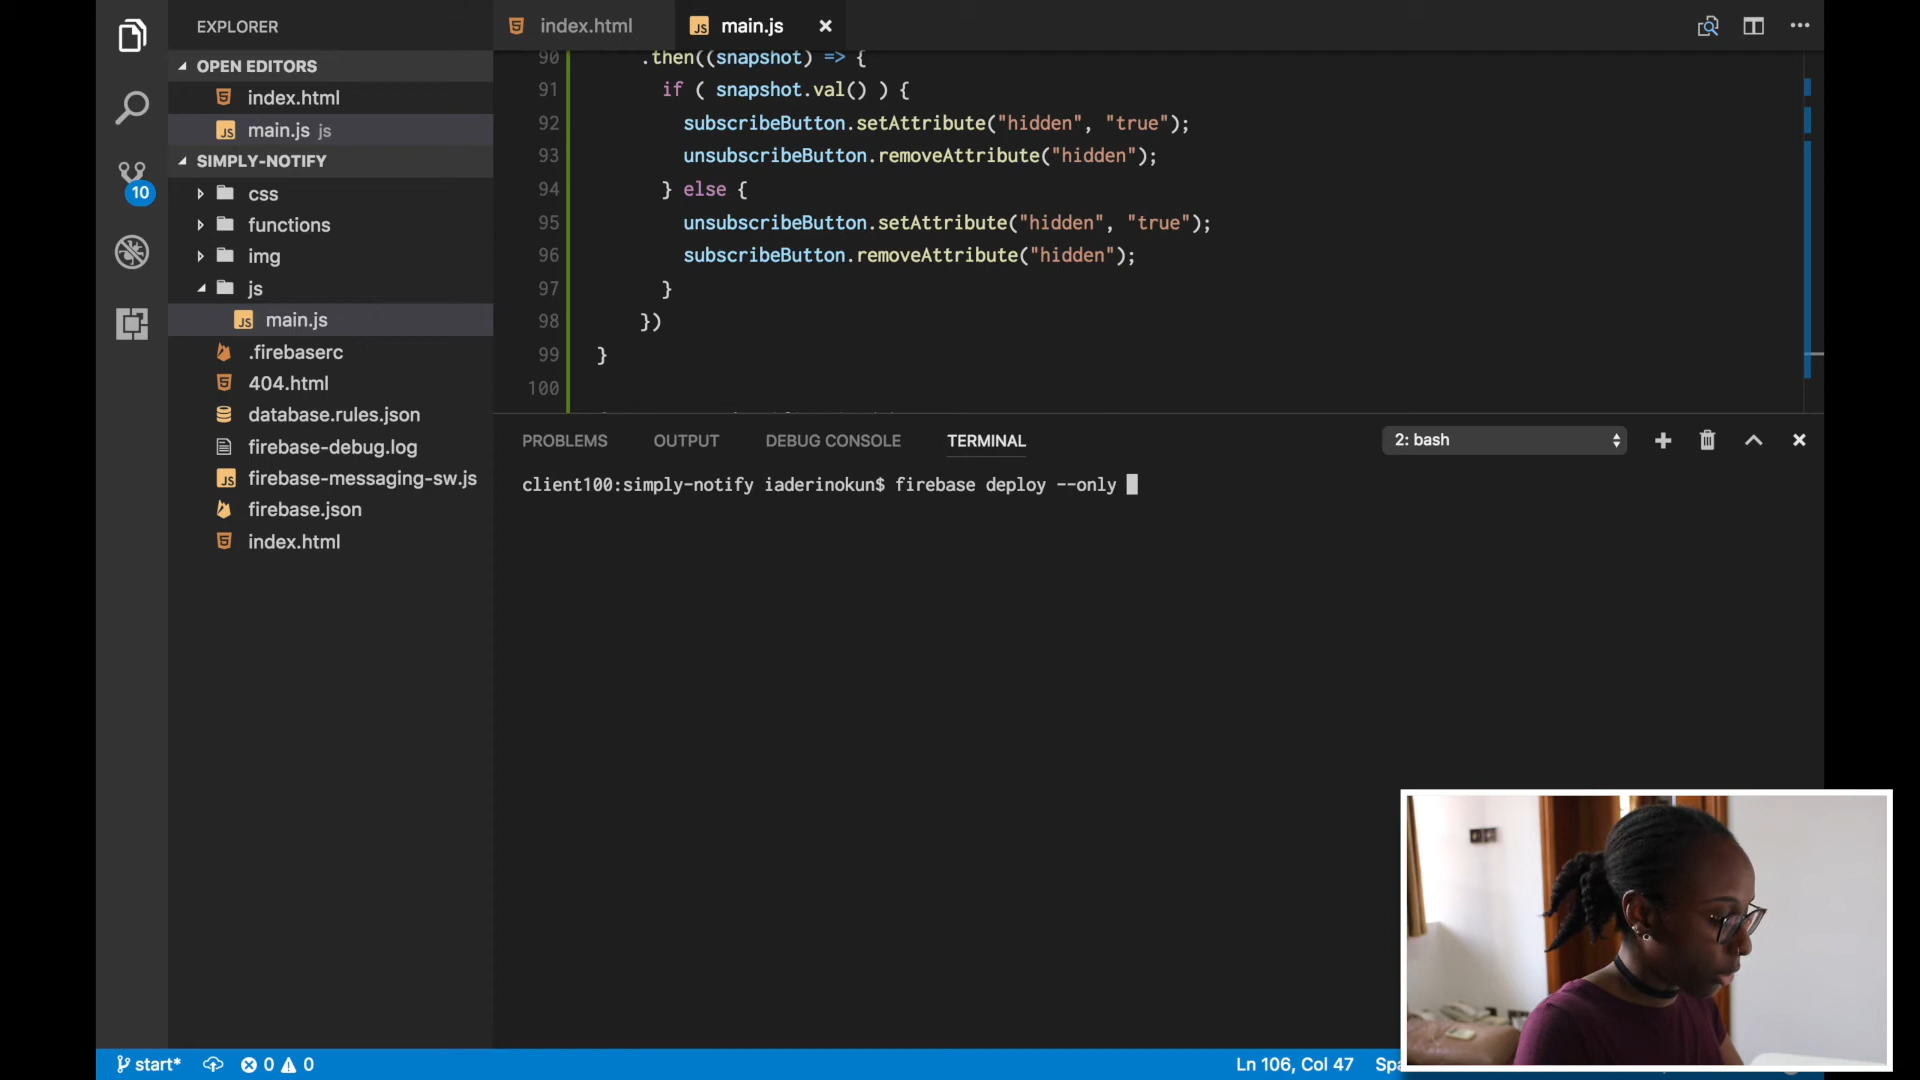 EXPLORER
OPEN EDITORS
index.html
main.js js
SIMPLY-NOTIFY
css
functions
img
js
main.js
.firebaserc
404.html
database.rules.json
firebase-debug.log
firebase-messaging-sw.js
firebase.json
index.html
10
index.html
main.js
90 .then((snapshot) => {
91 if ( snapshot.val() ) {
92 subscribeButton.setAttribute("hidden", "true");
93 unsubscribeButton.removeAttribute("hidden");
94 } else {
95 unsubscribeButton.setAttribute("hidden", "true");
96 subscribeButton.removeAttribute("hidden");
97 }
98 })
99 }
100
PROBLEMS OUTPUT DEBUG CONSOLE TERMINAL 2: bash
client100:simply-notify iaderinokun$ firebase deploy --only
start* 0 0 Ln 106, Col 47